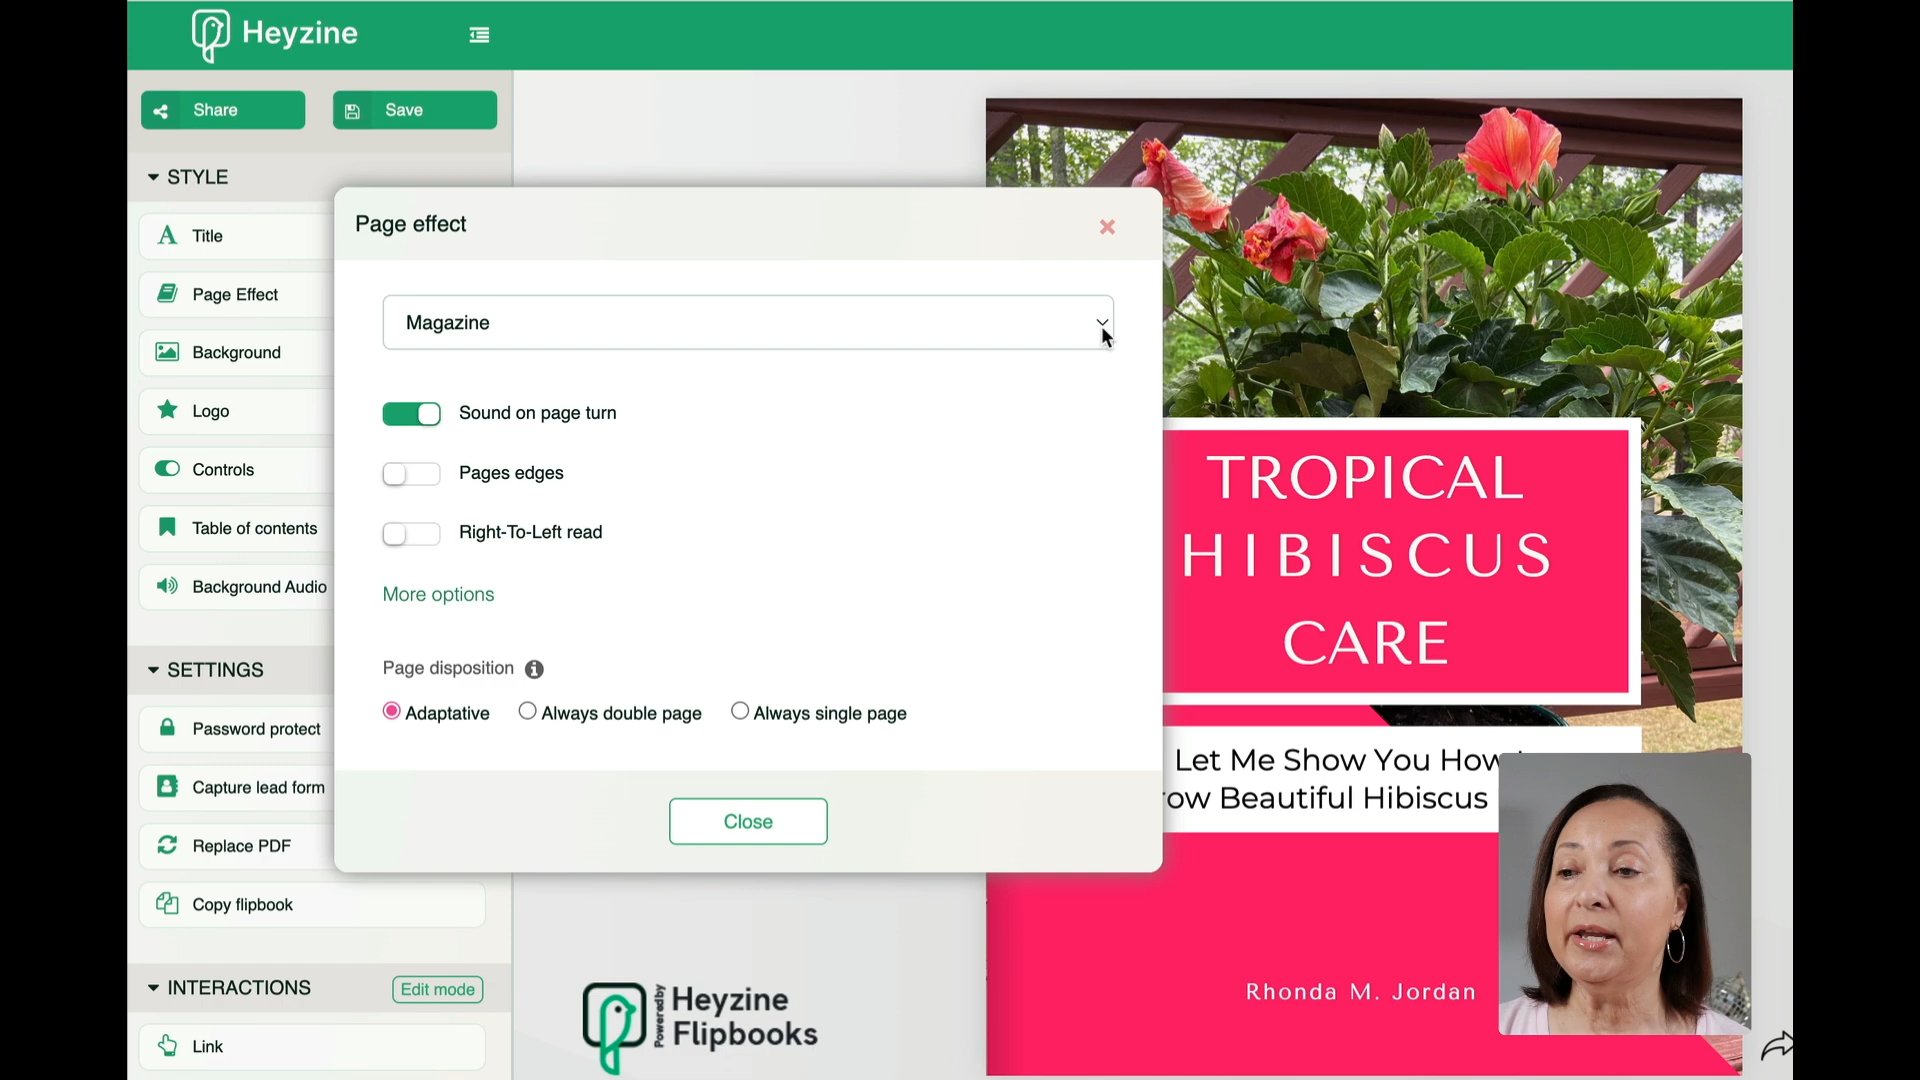 Heyzine
Share
Save
STYLE
Page effect
Title
Magazine
Page Effect
Background
Logo
Sound on page turn
Controls
Pages edges
Table of contents
Right-To-Left read
Background Audio
More options
SETTINGS
Page disposition
Adaptative
Always double page
Always single page
Password protect
Capture lead form
Close
Replace PDF
Copy flipbook
INTERACTIONS
Edit mode
Link
TROPICAL
HIBISCUS
CARE
Let Me Show You How
Beautiful Hibiscus
Rhonda M. Jordan
Powered by
Heyzine
Flipbooks